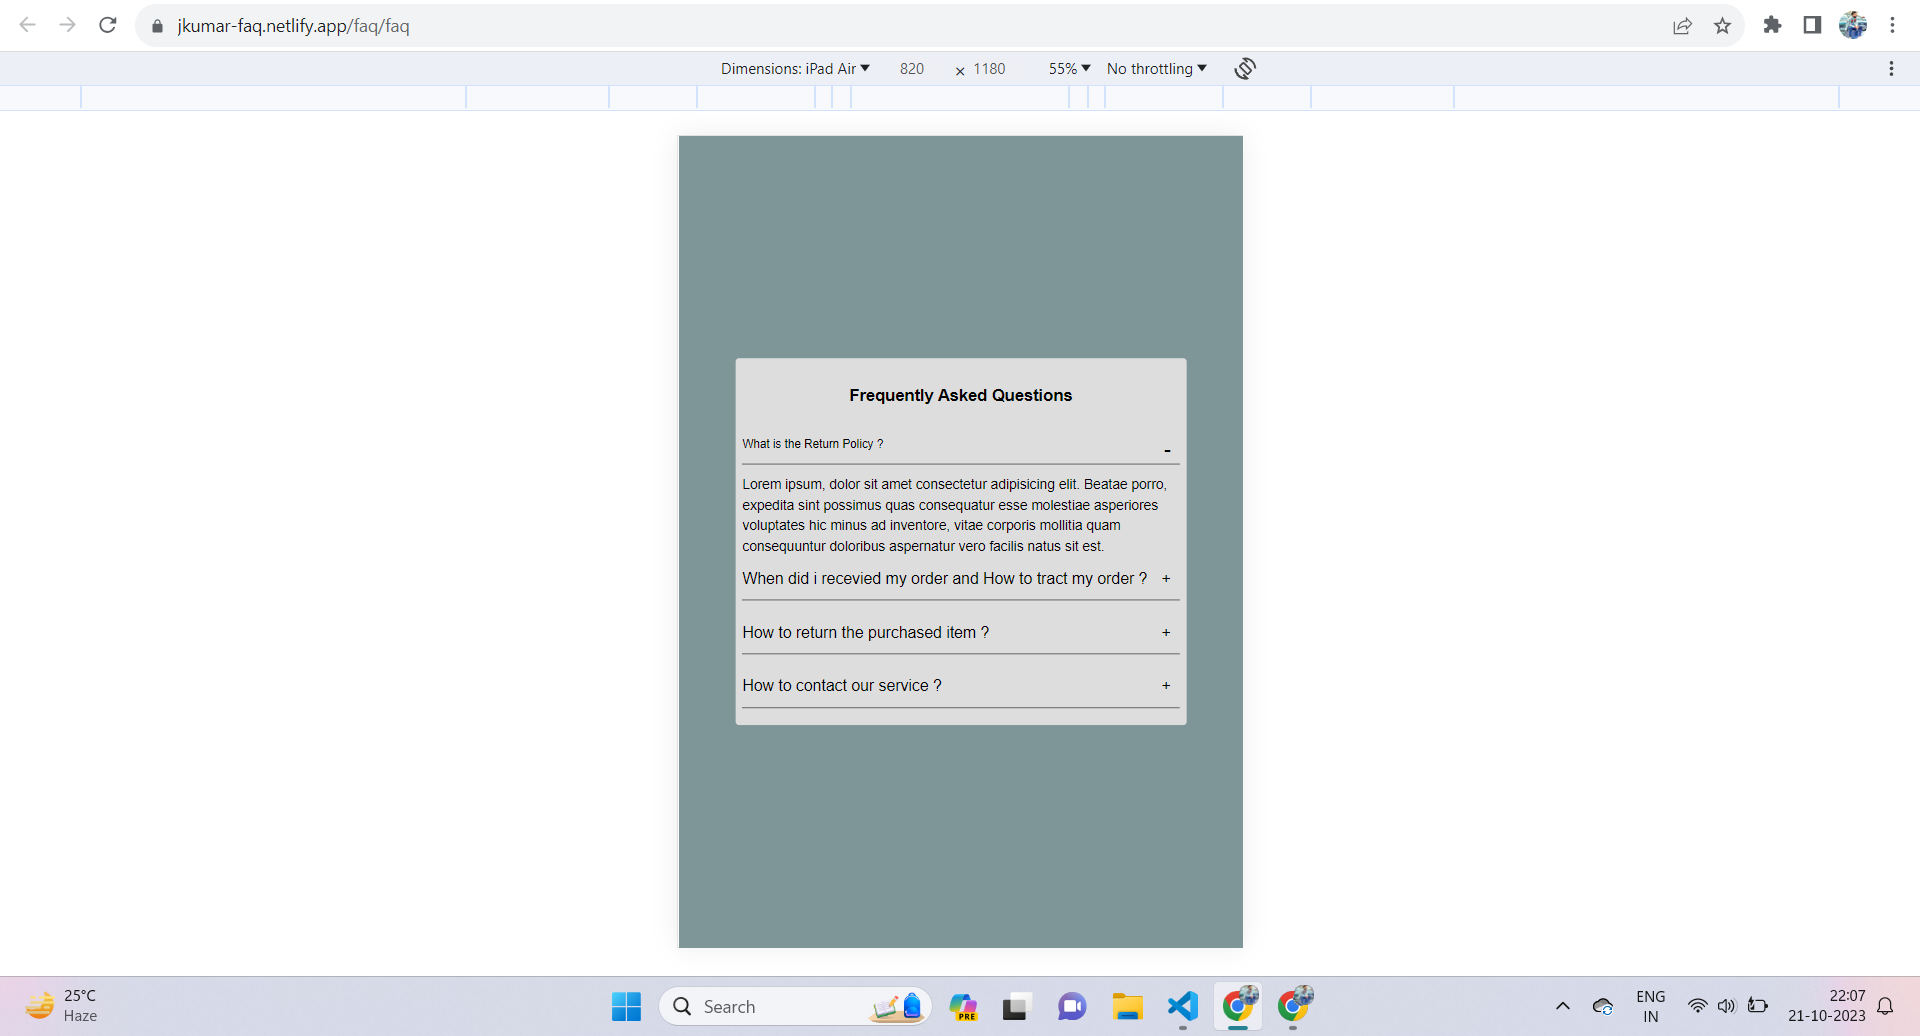 jkumar-faq.netlify.app/faq/faq
Dimensions: iPad Air 820 × 1180 55% No throttling
Frequently Asked Questions
What is the Return Policy ? -
Lorem ipsum, dolor sit amet consectetur adipisicing elit. Beatae porro,
expedita sint possimus quas consequatur esse molestiae asperiores
voluptates hic minus ad inventore, vitae corporis mollitia quam
consequuntur doloribus aspernatur vero facilis natus sit est.
When did i recevied my order and How to tract my order ? +
How to return the purchased item ? +
How to contact our service ? +
25°C
Haze
Search
PRE
ENG
IN
22:07
21-10-2023